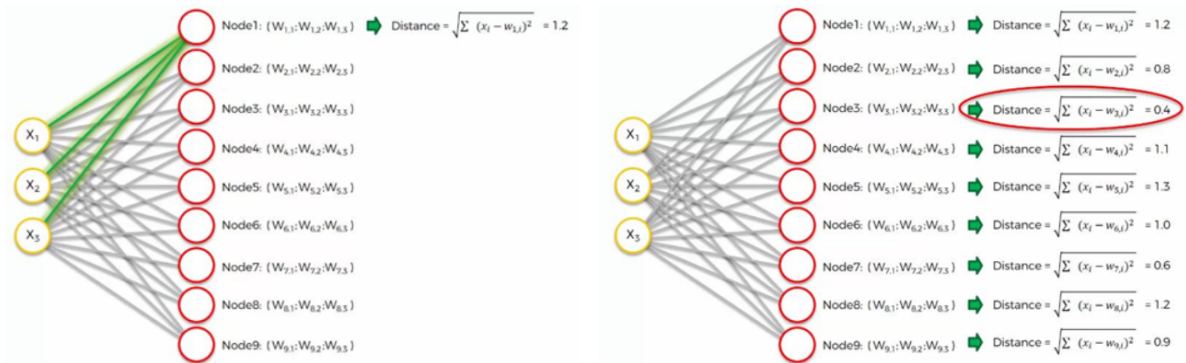 Node1: (W1,1:W1,2:W1,3) Distance = √Σ (xi − w1,i)² = 1.2
Node2: (W2,1:W2,2:W2,3)
Node3: (W3,1:W3,2:W3,3)
X1
Node4: (W4,1:W4,2:W4,3)
X2
Node5: (W5,1:W5,2:W5,3)
X3
Node6: (W6,1:W6,2:W6,3)
Node7: (W7,1:W7,2:W7,3)
Node8: (W8,1:W8,2:W8,3)
Node9: (W9,1:W9,2:W9,3)
Node1: (W1,1:W1,2:W1,3) Distance = √Σ (xi − w1,i)² = 1.2
Node2: (W2,1:W2,2:W2,3) Distance = √Σ (xi − w2,i)² = 0.8
Node3: (W3,1:W3,2:W3,3) Distance = √Σ (xi − w3,i)² = 0.4
X1
Node4: (W4,1:W4,2:W4,3) Distance = √Σ (xi − w4,i)² = 1.1
X2
Node5: (W5,1:W5,2:W5,3) Distance = √Σ (xi − w5,i)² = 1.3
X3
Node6: (W6,1:W6,2:W6,3) Distance = √Σ (xi − w6,i)² = 1.0
Node7: (W7,1:W7,2:W7,3) Distance = √Σ (xi − w7,i)² = 0.6
Node8: (W8,1:W8,2:W8,3) Distance = √Σ (xi − w8,i)² = 1.2
Node9: (W9,1:W9,2:W9,3) Distance = √Σ (xi − w9,i)² = 0.9